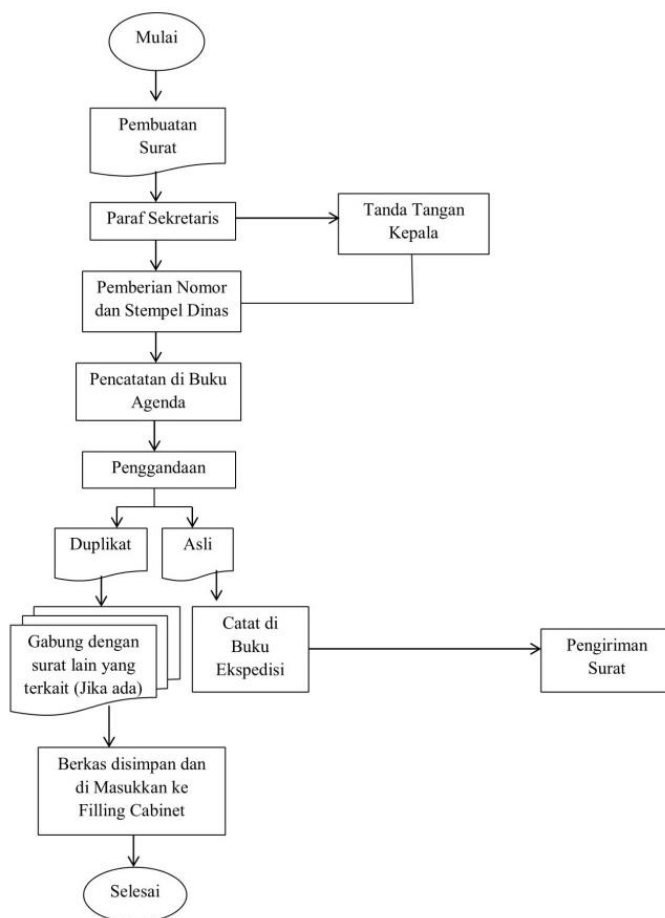 Mulai
Pembuatan
Surat
Paraf Sekretaris
Tanda Tangan
Kepala
Pemberian Nomor
dan Stempel Dinas
Pencatatan di Buku
Agenda
Penggandaan
Duplikat
Asli
Gabung dengan
surat lain yang
terkait (Jika ada)
Catat di
Buku
Ekspedisi
Pengiriman
Surat
Berkas disimpan dan
di Masukkan ke
Filling Cabinet
Selesai